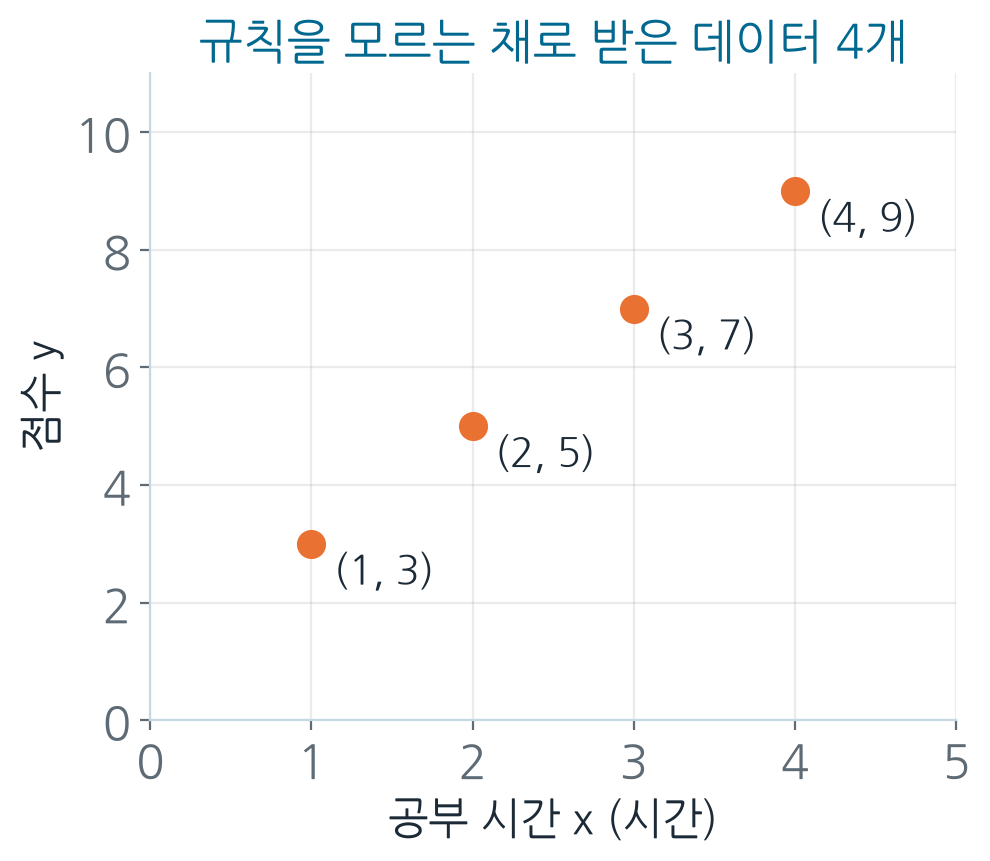 규칙을 모르는 채로 받은 데이터 4개
10
8
6
4
2
0
점수 y
(4, 9)
(3, 7)
(2, 5)
(1, 3)
0 1 2 3 4 5
공부 시간 x (시간)